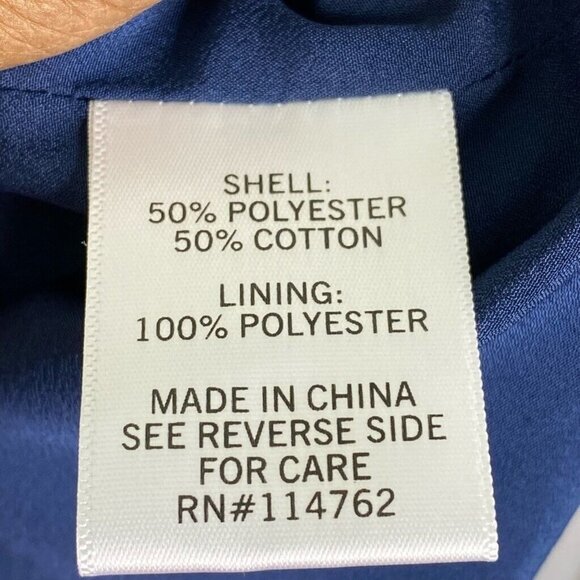 SHELL:
50% POLYESTER
50% COTTON
LINING:
100% POLYESTER
MADE IN CHINA
SEE REVERSE SIDE
FOR CARE
RN#114762